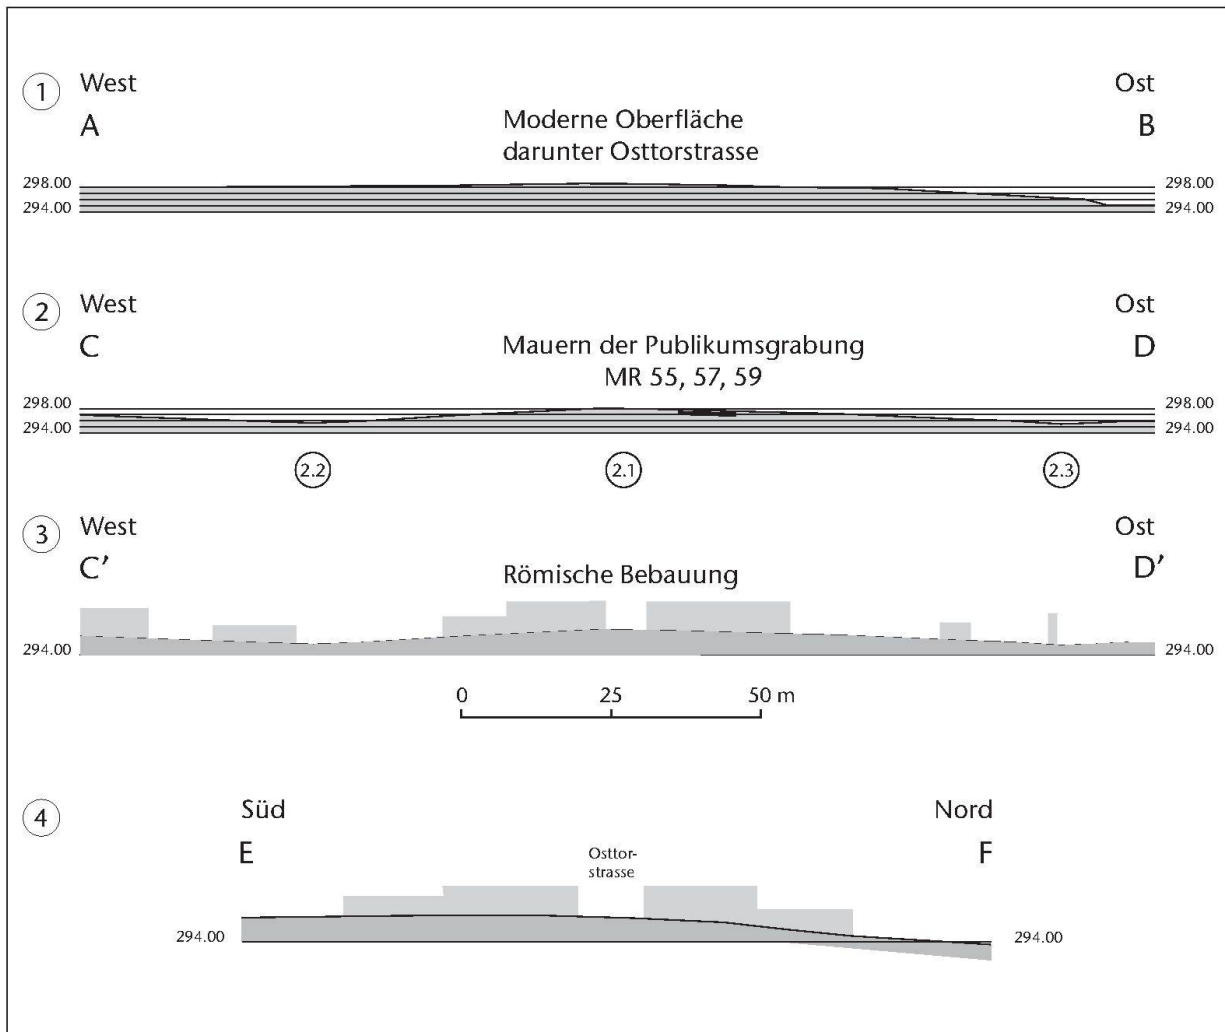 1
West
Ost
A
B
Moderne Oberfläche
darunter Osttorstrasse
298.00
298.00
294.00
294.00
2
West
Ost
C
D
Mauern der Publikumsgrabung
MR 55, 57, 59
298.00
298.00
294.00
294.00
2.2
2.1
2.3
3
West
Ost
C’
D’
Römische Bebauung
294.00
294.00
0 25 50 m
4
Süd
Nord
E
F
Osttor-
strasse
294.00
294.00